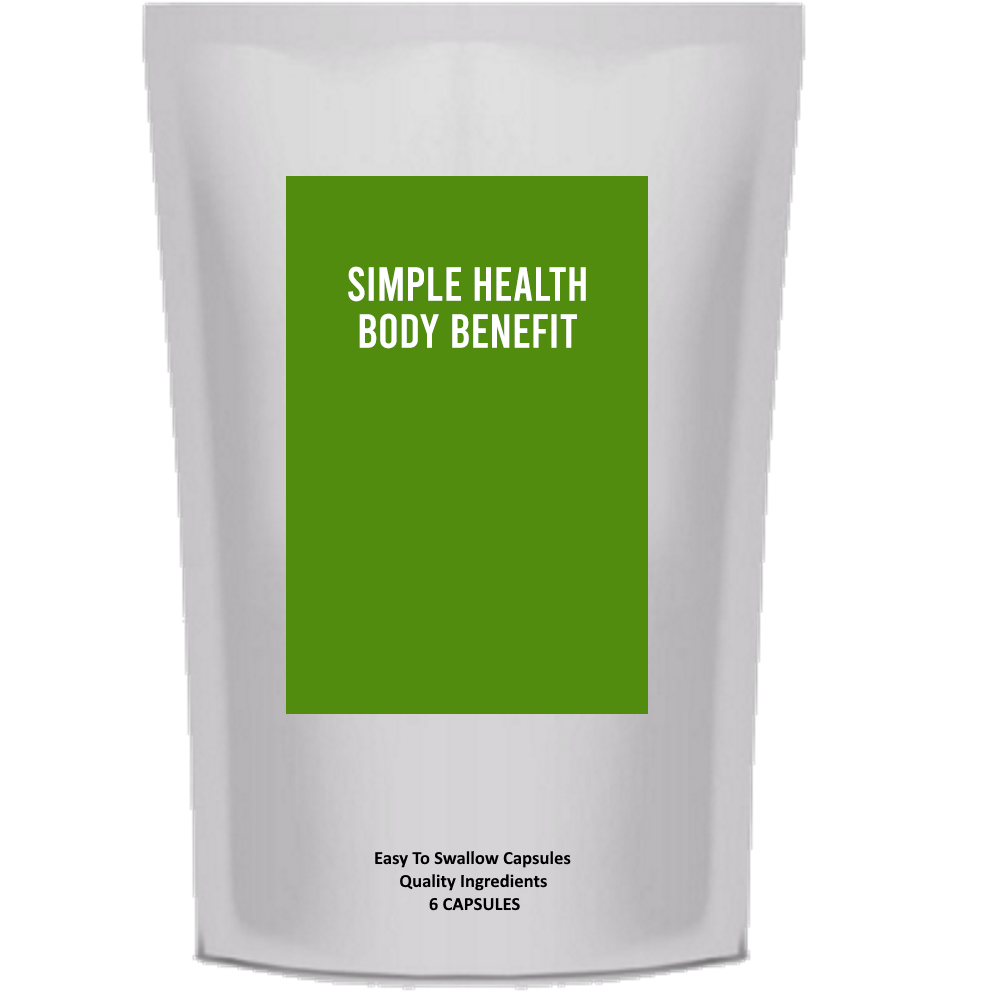 SIMPLE HEALTH
BODY BENEFIT
Easy To Swallow Capsules
Quality Ingredients
6 CAPSULES